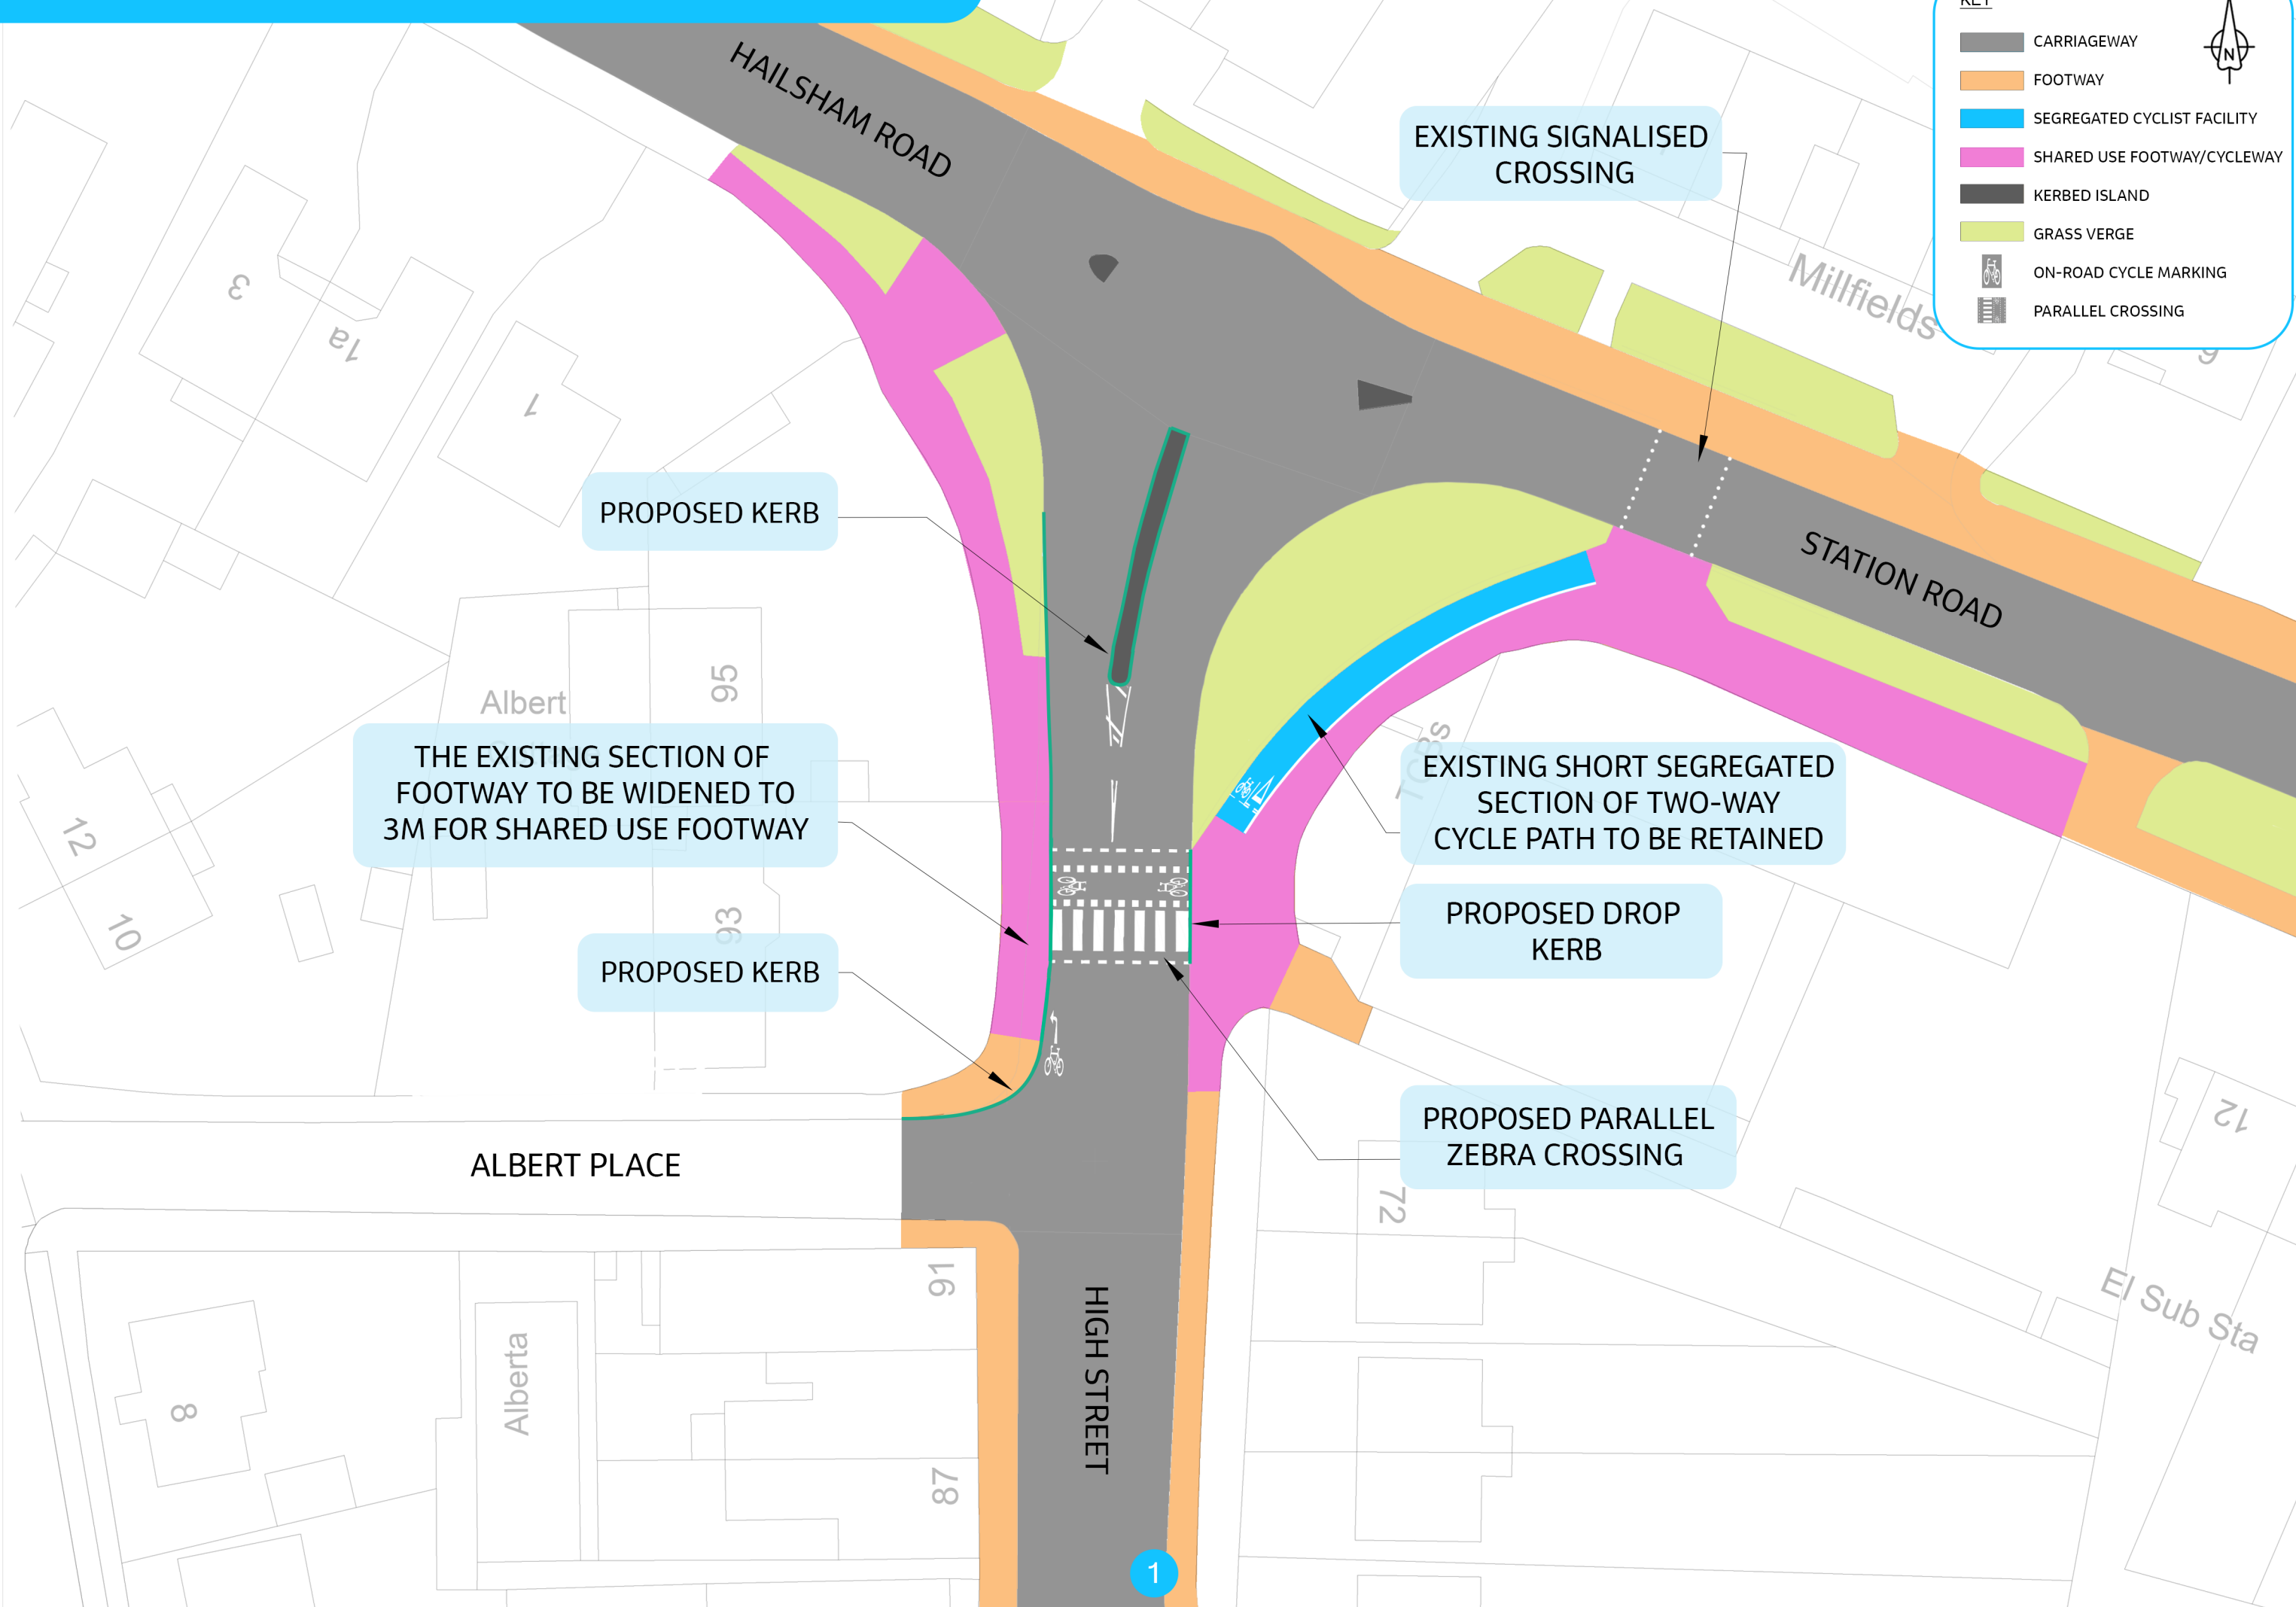 HAILSHAM ROAD
KEY
N
CARRIAGEWAY
FOOTWAY
SEGREGATED CYCLIST FACILITY
SHARED USE FOOTWAY/CYCLEWAY
KERBED ISLAND
GRASS VERGE
ON-ROAD CYCLE MARKING
PARALLEL CROSSING
EXISTING SIGNALISED
CROSSING
Millfields
6
3
1a
1
PROPOSED KERB
STATION ROAD
Albert
95
THE EXISTING SECTION OF
FOOTWAY TO BE WIDENED TO
3M FOR SHARED USE FOOTWAY
TCBs
EXISTING SHORT SEGREGATED
SECTION OF TWO-WAY
CYCLE PATH TO BE RETAINED
12
10
93
PROPOSED DROP
KERB
PROPOSED KERB
PROPOSED PARALLEL
ZEBRA CROSSING
12
ALBERT PLACE
72
91
El Sub Sta
HIGH STREET
Alberta
8
87
1